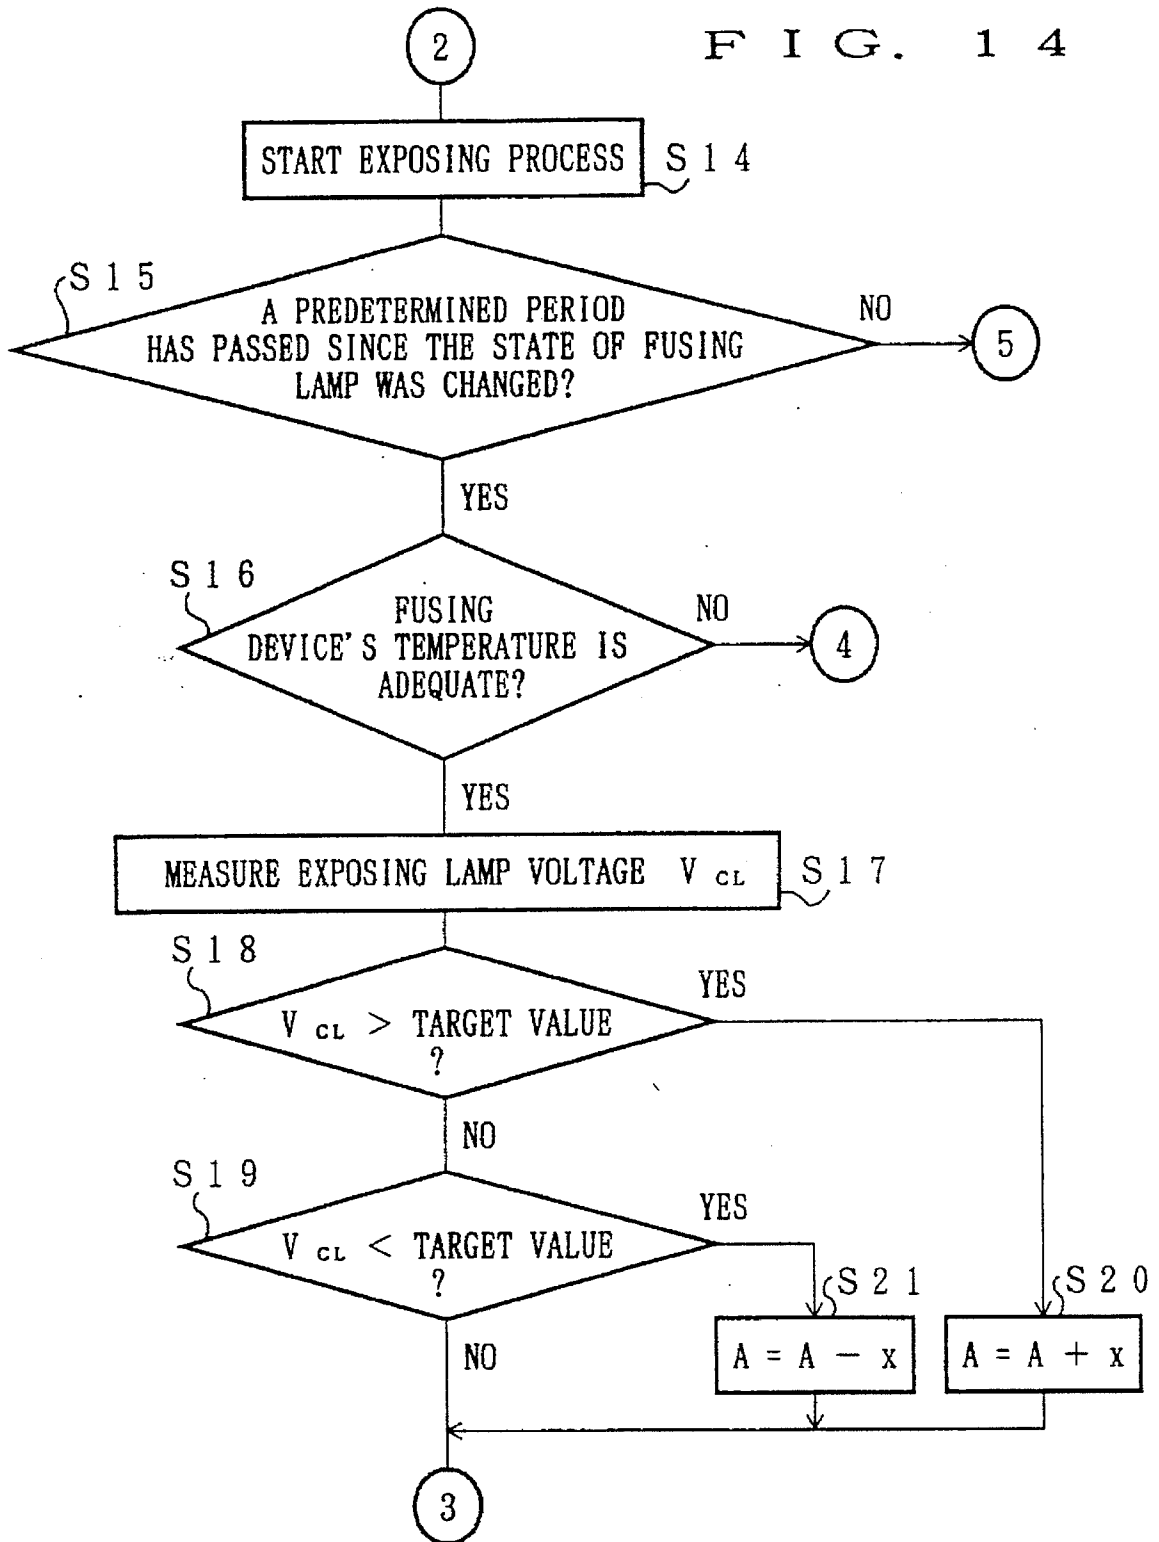 2
F I G. 1 4
START EXPOSING PROCESS
S 1 4
S 1 5
A PREDETERMINED PERIOD
HAS PASSED SINCE THE STATE OF FUSING
LAMP WAS CHANGED?
NO
5
YES
S 1 6
FUSING
DEVICE'S TEMPERATURE IS
ADEQUATE?
NO
4
YES
MEASURE EXPOSING LAMP VOLTAGE V CL
S 1 7
S 1 8
V CL > TARGET VALUE
?
YES
NO
S 1 9
V CL < TARGET VALUE
?
YES
S 2 1
S 2 0
NO
A = A - x
A = A + x
3